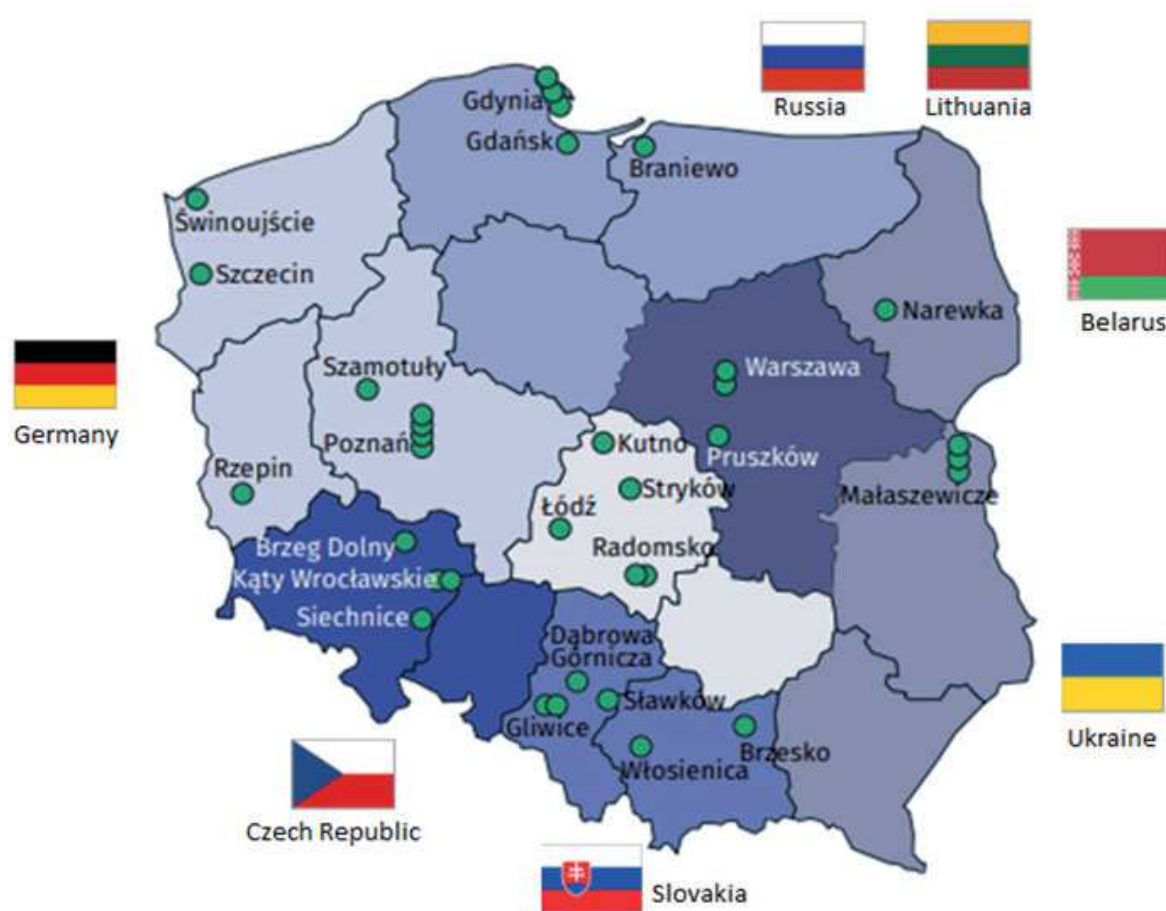 Russia
Lithuania
Gdynia
Gdańsk
Braniewo
Świnoujście
Szczecin
Narewka
Belarus
Germany
Szamotuły
Warszawa
Poznań
Kutno
Pruszków
Rzepin
Stryków
Małaszewicze
Łódź
Brzeg Dolny
Radomsko
Kąty Wrocławskie
Siechnice
Dąbrowa
Górnicza
Sławków
Gliwice
Brzesko
Włosienica
Ukraine
Czech Republic
Slovakia